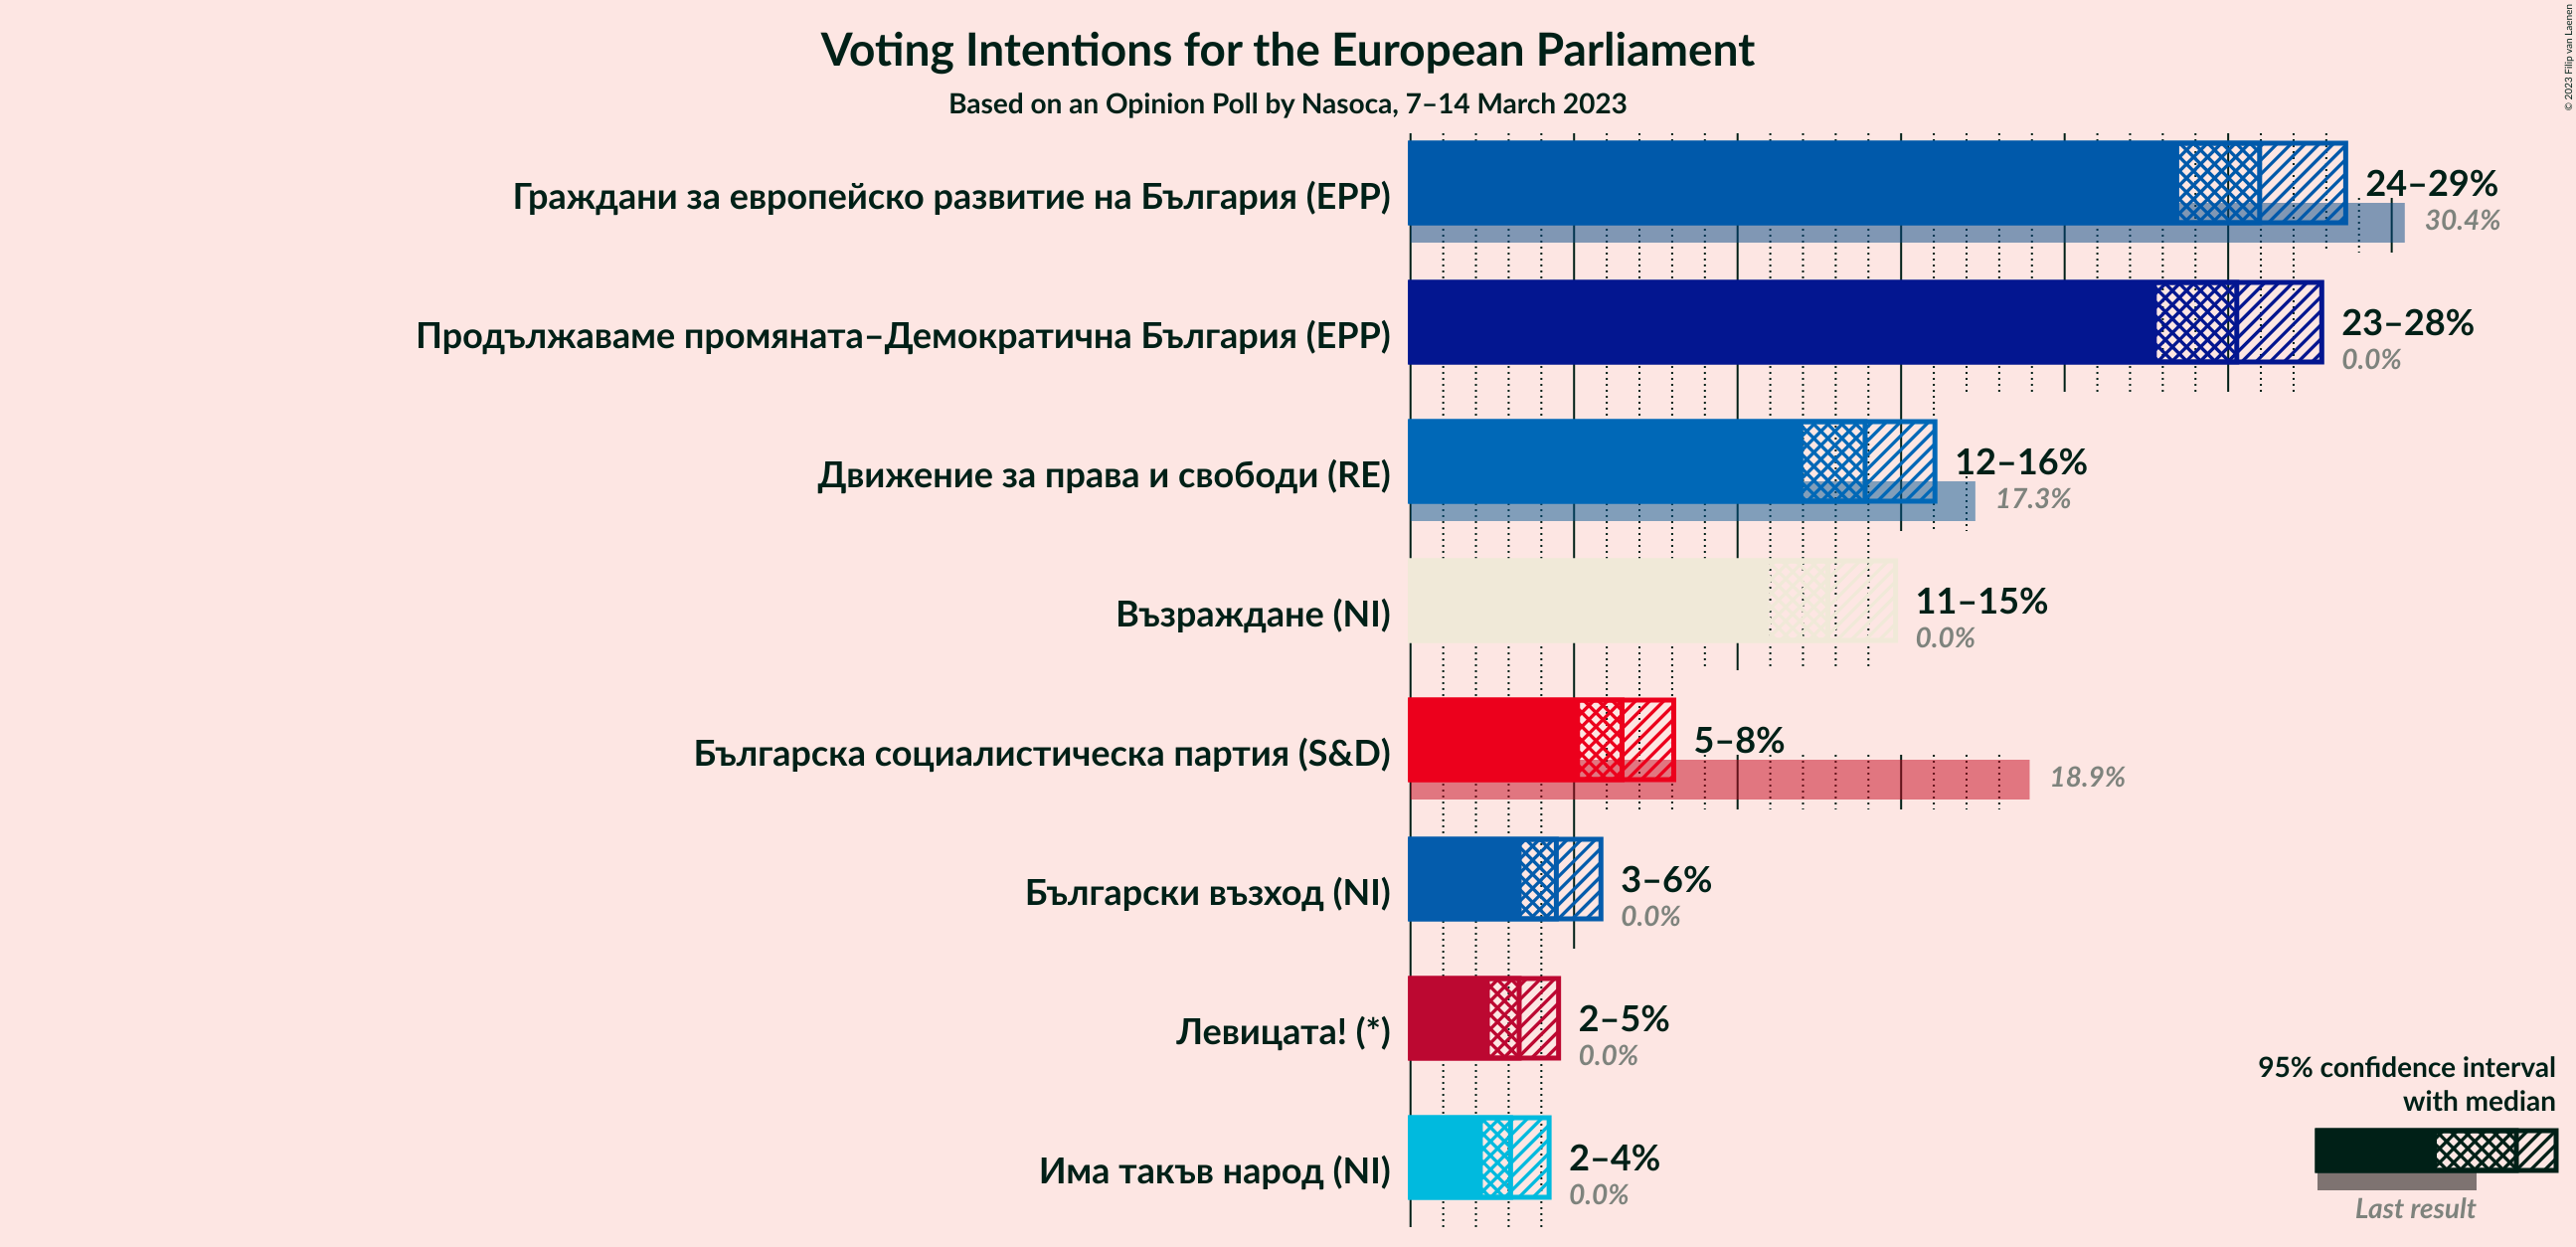 Voting Intentions for the European Parliament
Based on an Opinion Poll by Nasoca, 7–14 March 2023
© 2023 Filip van Laenen
Граждани за европейско развитие на България (EPP)
24–29%
30.4%
Продължаваме промяната–Демократична България (EPP)
23–28%
0.0%
Движение за права и свободи (RE)
12–16%
17.3%
Възраждане (NI)
11–15%
0.0%
Българска социалистическа партия (S&D)
5–8%
18.9%
Български възход (NI)
3–6%
0.0%
Левицата! (*)
2–5%
0.0%
Има такъв народ (NI)
2–4%
0.0%
95% confidence interval
with median
Last result